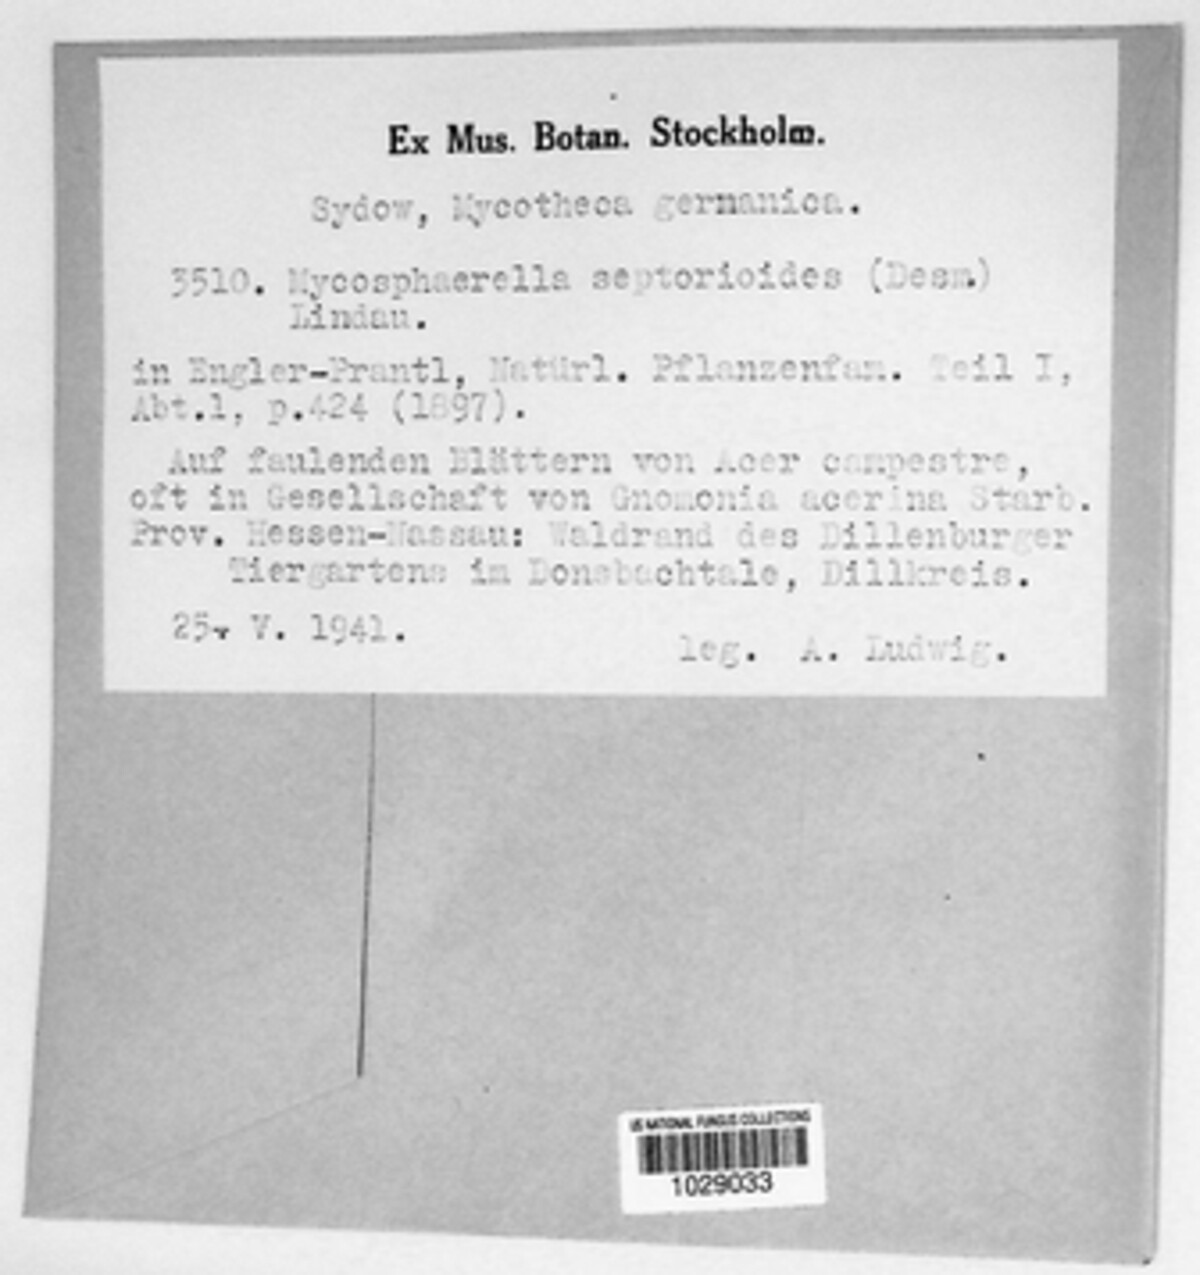 Ex Mus. Botan. Stockholm.
Sydow, Mycotheca germanica.
3510. Mycosphaerella septorioides (Desm.)
Lindau.
in Engler-Prantl, Natürl. Pflanzenfam. Teil I,
Abt.1, p.424 (1897).
Auf faulenden Blättern von Acer campestre,
oft in Gesellschaft von Gnomonia acerina Starb.
Prov. Hessen-Nassau: Waldrand des Dillenburger
Tiergartens im Donsbachtale, Dillkreis.
25. V. 1941.
leg. A. Ludwig.
US NATIONAL FUNGUS COLLECTIONS
1029033